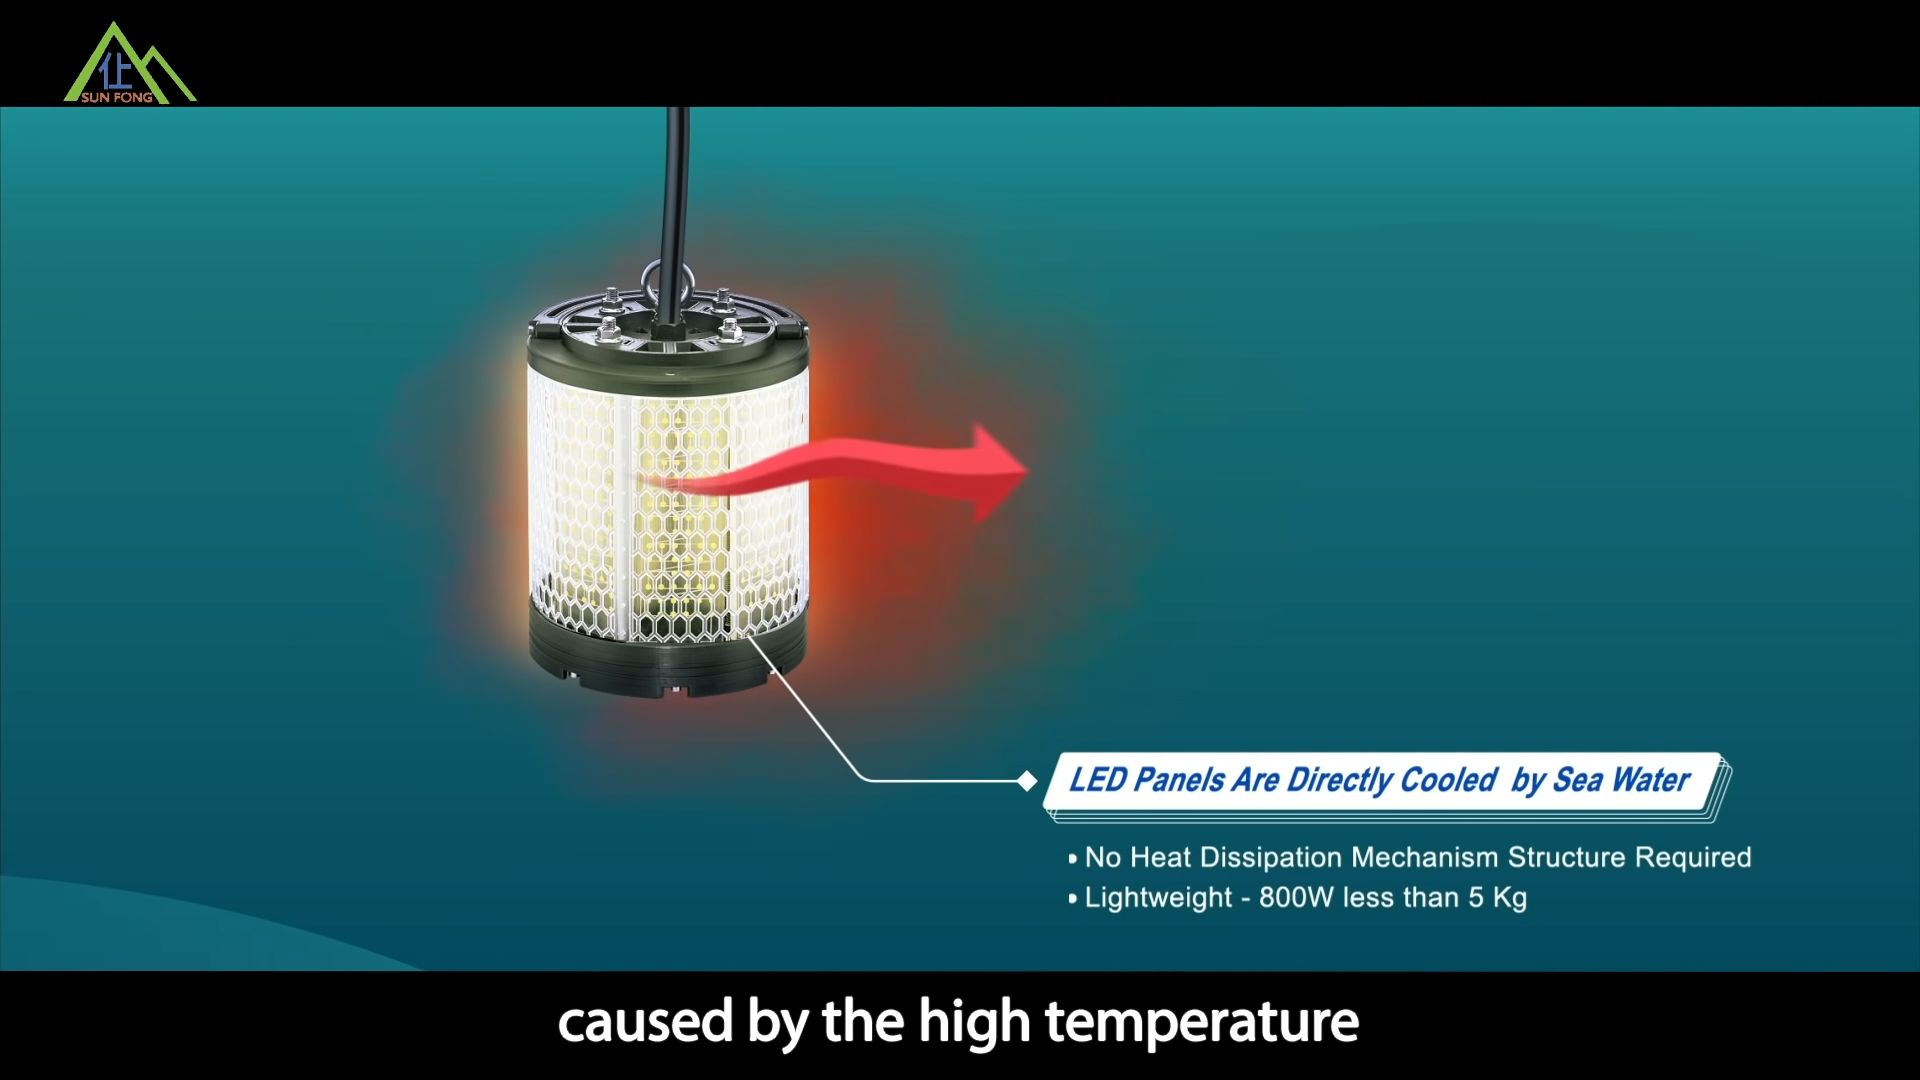 SUN FONG
LED Panels Are Directly Cooled by Sea Water
• No Heat Dissipation Mechanism Structure Required
• Lightweight - 800W less than 5 Kg
caused by the high temperature